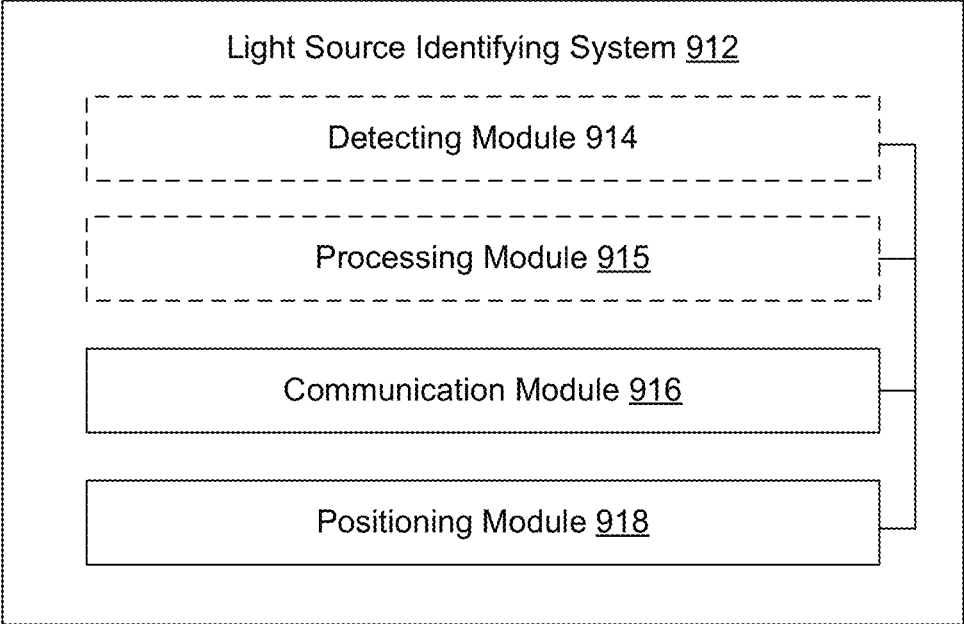 Light Source Identifying System 912
Detecting Module 914
Processing Module 915
Communication Module 916
Positioning Module 918